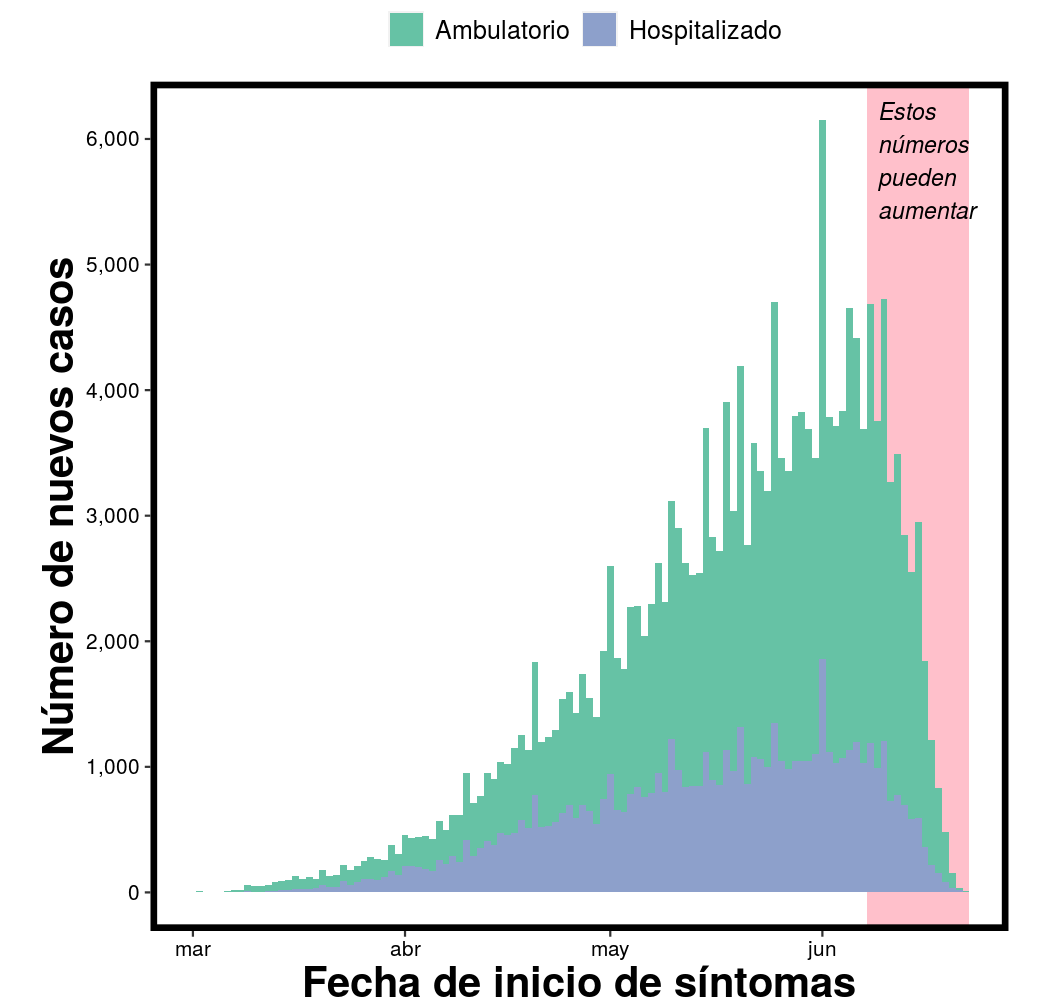 Ambulatorio Hospitalizado
Estos
números
pueden
aumentar
6,000
5,000
4,000
3,000
2,000
1,000
0
Número de nuevos casos
mar abr may jun
Fecha de inicio de síntomas